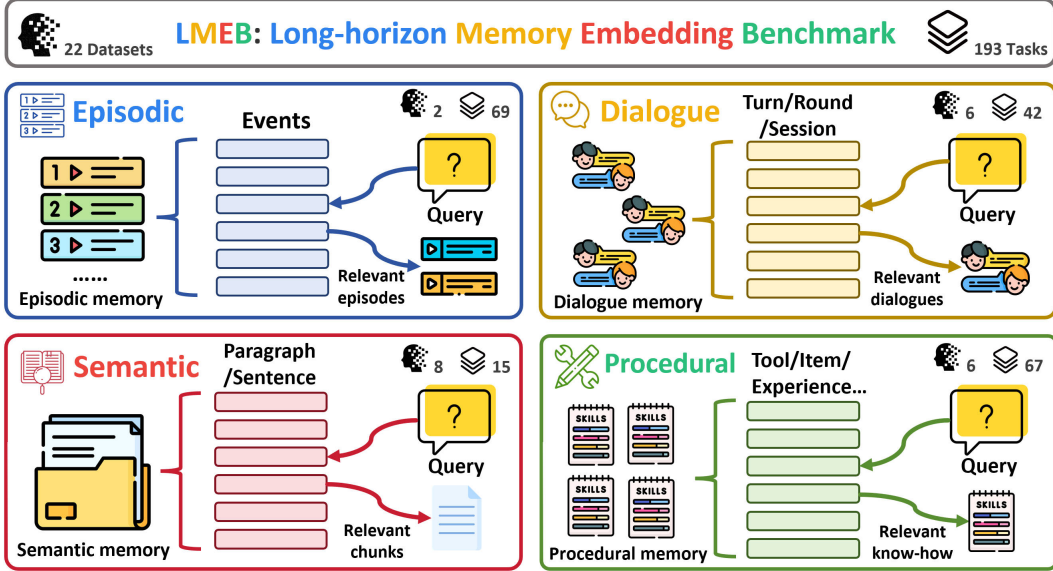 22 Datasets
LMEB: Long-horizon Memory Embedding Benchmark
193 Tasks
1
2
3
Episodic
Events
2
69
1
2
3
......
Episodic memory
?
Query
Relevant
episodes
Dialogue
Turn/Round
/Session
6
42
Dialogue memory
?
Query
Relevant
dialogues
Semantic
Paragraph
/Sentence
8
15
Semantic memory
?
Query
Relevant
chunks
Procedural
Tool/Item/
Experience...
6
67
SKILLS
SKILLS
SKILLS
SKILLS
Procedural memory
?
Query
SKILLS
Relevant
know-how